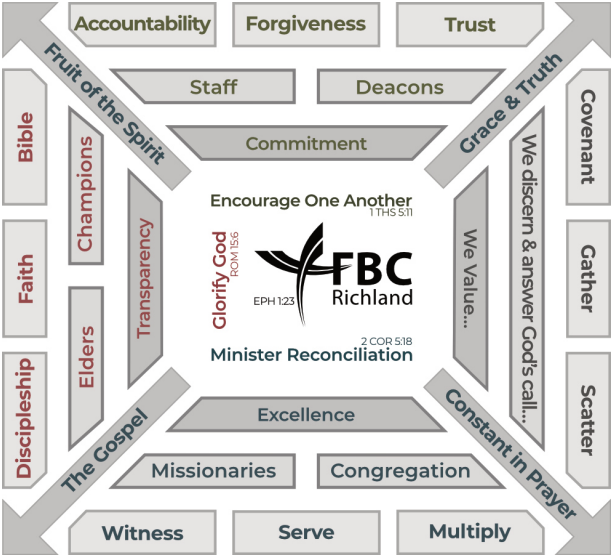 Accountability
Forgiveness
Trust
Fruit of the Spirit
Staff
Deacons
Grace & Truth
Commitment
Bible
Champions
Covenant
We discern & answer God's call...
Encourage One Another
1 THS 5:11
Transparency
Glorify God
ROM 15:6
EPH 1:23
FBC
Richland
We Value...
Faith
Gather
2 COR 5:18
Minister Reconciliation
Elders
Discipleship
Scatter
Excellence
The Gospel
Constant in Prayer
Missionaries
Congregation
Witness
Serve
Multiply